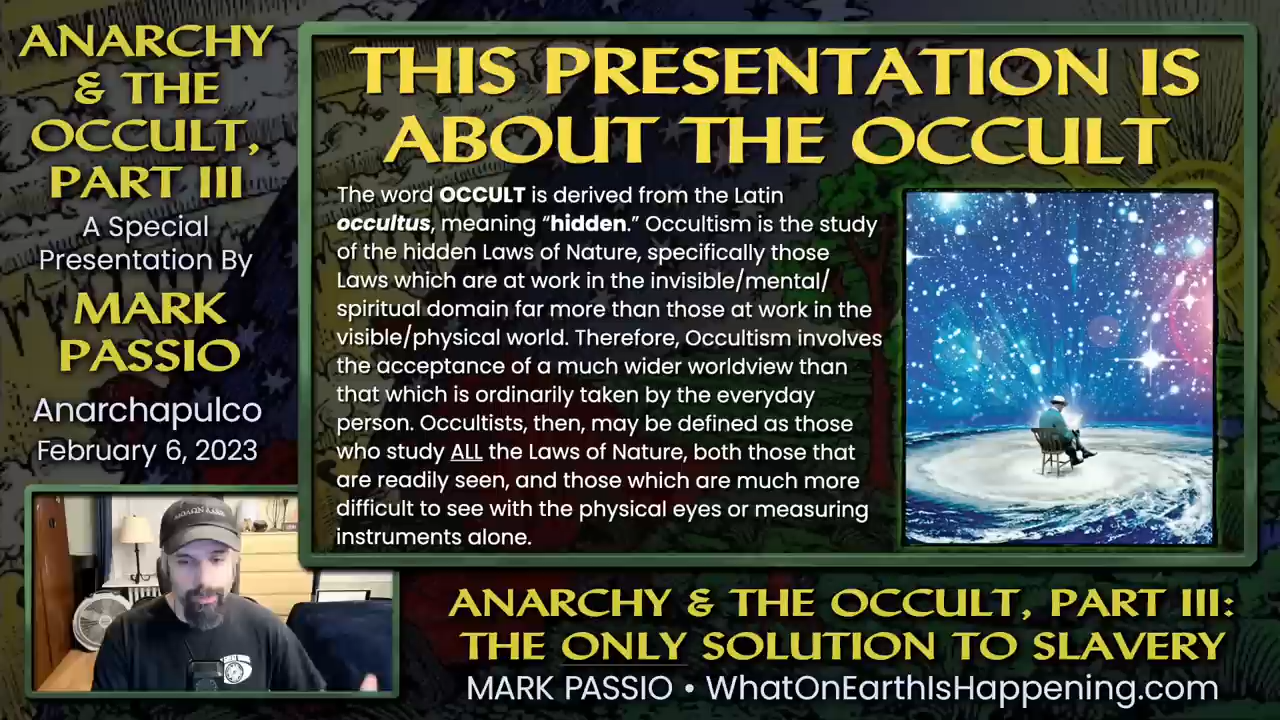 ANARCHY
& THE
OCCULT,
PART III
A Special
Presentation By
MARK
PASSIO
Anarchapulco
February 6, 2023
THIS PRESENTATION IS
ABOUT THE OCCULT
The word OCCULT is derived from the Latin
occultus, meaning “hidden.” Occultism is the study
of the hidden Laws of Nature, specifically those
Laws which are at work in the invisible/mental/
spiritual domain far more than those at work in the
visible/physical world. Therefore, Occultism involves
the acceptance of a much wider worldview than
that which is ordinarily taken by the everyday
person. Occultists, then, may be defined as those
who study ALL the Laws of Nature, both those that
are readily seen, and those which are much more
difficult to see with the physical eyes or measuring
instruments alone.
ΜΟΛΩΝ ΛΑΒΕ
ANARCHY & THE OCCULT, PART III:
THE ONLY SOLUTION TO SLAVERY
MARK PASSIO • WhatOnEarthIsHappening.com